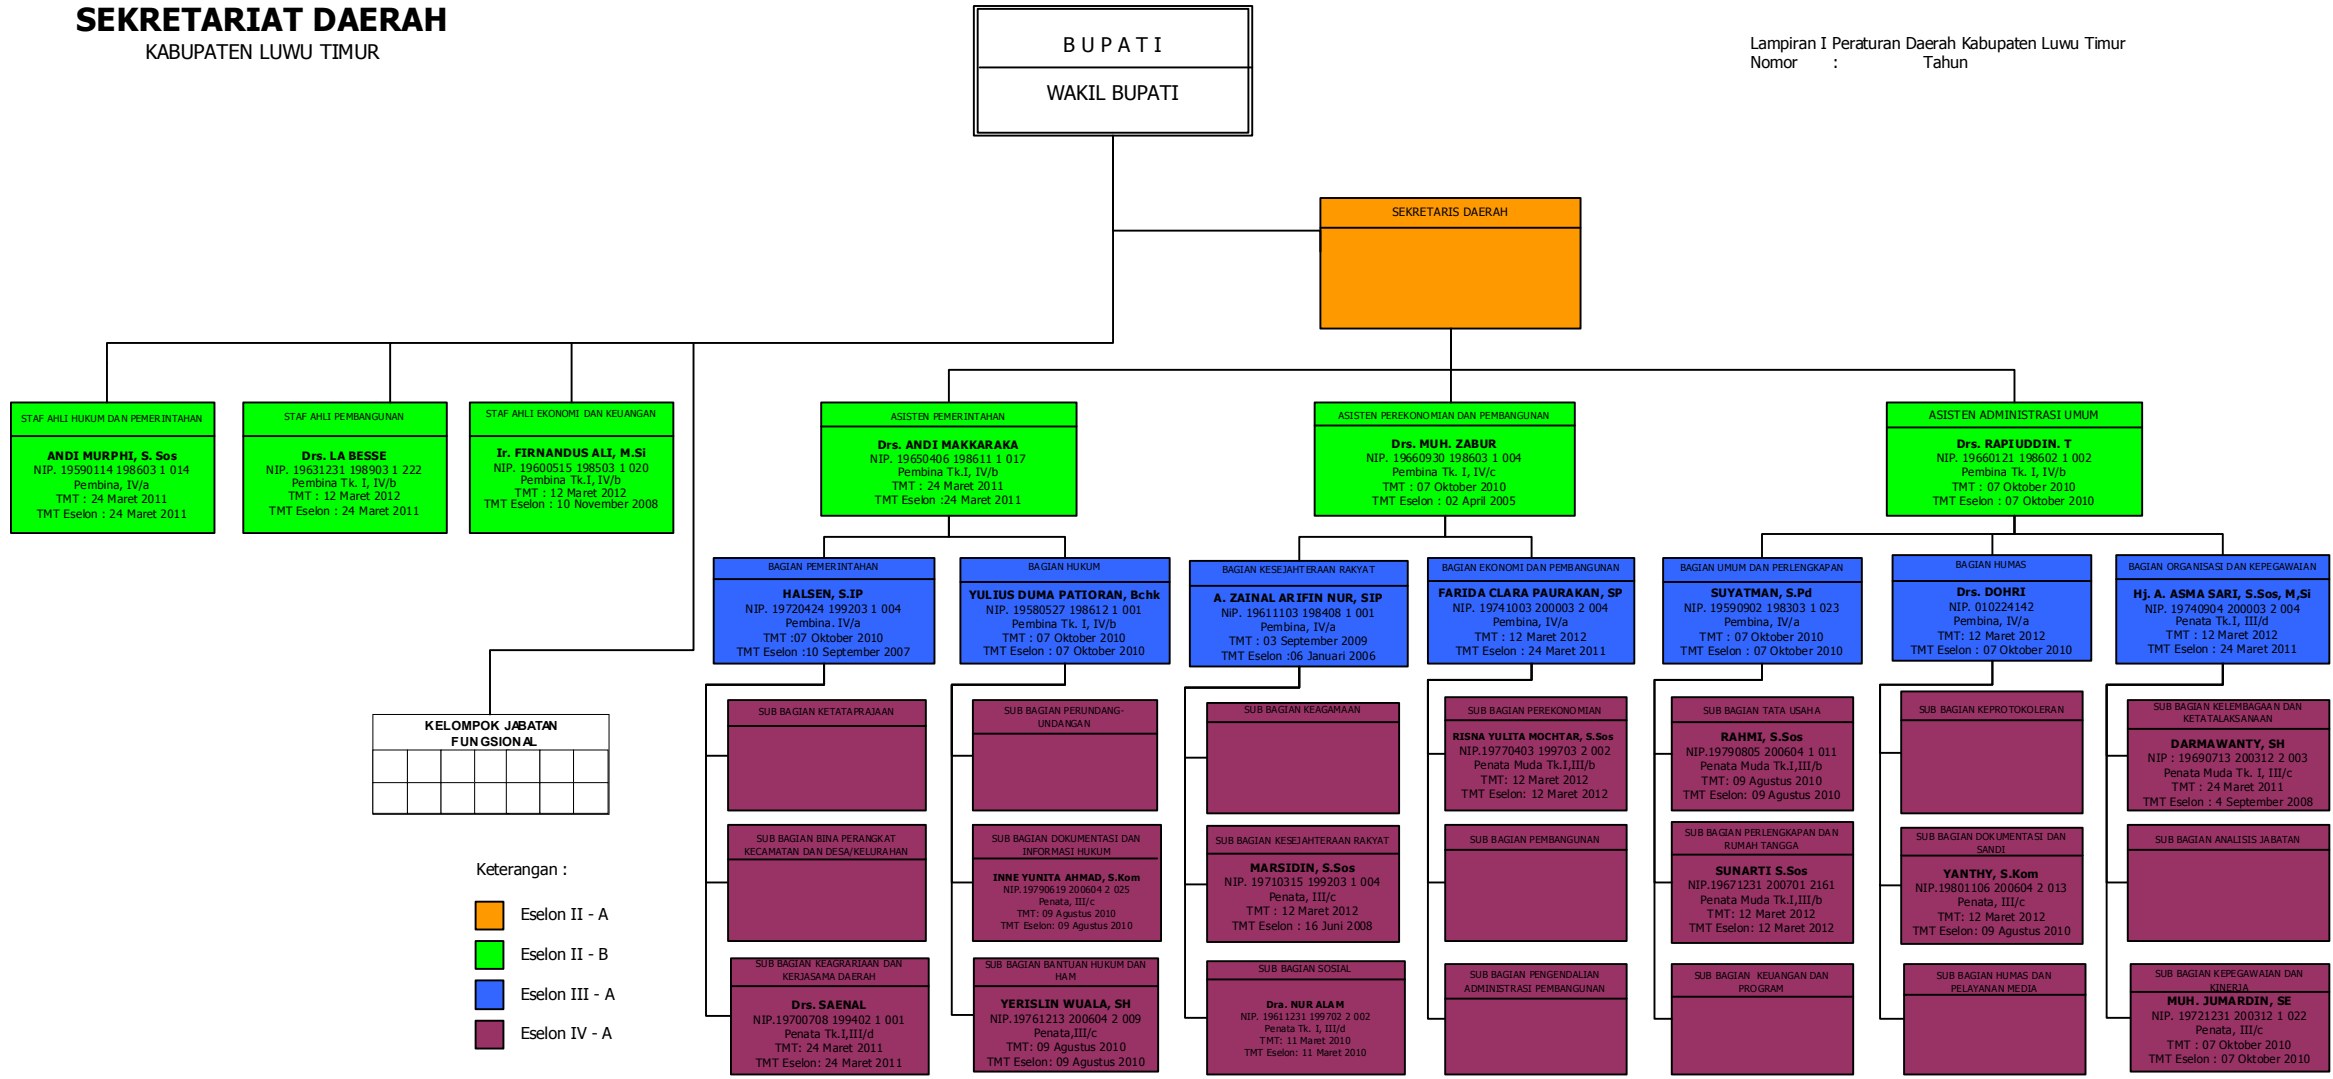 SEKRETARIAT DAERAH
KABUPATEN LUWU TIMUR
B U P A T I
WAKIL BUPATI
Lampiran I Peraturan Daerah Kabupaten Luwu Timur
Nomor : Tahun
SEKRETARIS DAERAH
STAF AHLI HUKUM DAN PEMERINTAHAN
ANDI MURPHI, S. Sos
NIP. 19590114 198603 1 014
Pembina, IV/a
TMT : 24 Maret 2011
TMT Eselon : 24 Maret 2011
STAF AHLI PEMBANGUNAN
Drs. LA BESSE
NIP. 19631231 198903 1 222
Pembina Tk. I, IV/b
TMT : 12 Maret 2012
TMT Eselon : 24 Maret 2011
STAF AHLI EKONOMI DAN KEUANGAN
Ir. FIRNANDUS ALI, M.Si
NIP. 19600515 198503 1 020
Pembina Tk.I, IV/b
TMT : 12 Maret 2012
TMT Eselon : 10 November 2008
ASISTEN PEMERINTAHAN
Drs. ANDI MAKKARAKA
NIP. 19650406 198611 1 017
Pembina Tk.I, IV/b
TMT : 24 Maret 2011
TMT Eselon :24 Maret 2011
ASISTEN PEREKONOMIAN DAN PEMBANGUNAN
Drs. MUH. ZABUR
NIP. 19660930 198603 1 004
Pembina Tk. I, IV/c
TMT : 07 Oktober 2010
TMT Eselon : 02 April 2005
ASISTEN ADMINISTRASI UMUM
Drs. RAPIUDDIN. T
NIP. 19660121 198602 1 002
Pembina Tk. I, IV/b
TMT : 07 Oktober 2010
TMT Eselon : 07 Oktober 2010
BAGIAN PEMERINTAHAN
HALSEN, S.IP
NIP. 19720424 199203 1 004
Pembina. IV/a
TMT :07 Oktober 2010
TMT Eselon :10 September 2007
BAGIAN HUKUM
YULIUS DUMA PATIORAN, Bchk
NIP. 19580527 198612 1 001
Pembina Tk. I, IV/b
TMT : 07 Oktober 2010
TMT Eselon : 07 Oktober 2010
BAGIAN KESEJAHTERAAN RAKYAT
A. ZAINAL ARIFIN NUR, SIP
NiP. 19611103 198408 1 001
Pembina, IV/a
TMT : 03 September 2009
TMT Eselon :06 Januari 2006
BAGIAN EKONOMI DAN PEMBANGUNAN
FARIDA CLARA PAURAKAN, SP
NIP. 19741003 200003 2 004
Pembina, IV/a
TMT : 12 Maret 2012
TMT Eselon : 24 Maret 2011
BAGIAN UMUM DAN PERLENGKAPAN
SUYATMAN, S.Pd
NIP. 19590902 198303 1 023
Pembina, IV/a
TMT : 07 Oktober 2010
TMT Eselon : 07 Oktober 2010
BAGIAN HUMAS
Drs. DOHRI
NIP. 010224142
Pembina, IV/a
TMT: 12 Maret 2012
TMT Eselon : 07 Oktober 2010
BAGIAN ORGANISASI DAN KEPEGAWAIAN
Hj. A. ASMA SARI, S.Sos, M,Si
NIP. 19740904 200003 2 004
Penata Tk.I, III/d
TMT : 12 Maret 2012
TMT Eselon : 24 Maret 2011
KELOMPOK JABATAN
FUNGSIONAL
SUB BAGIAN KETATAPRAJAAN
SUB BAGIAN PERUNDANG-
UNDANGAN
SUB BAGIAN KEAGAMAAN
SUB BAGIAN PEREKONOMIAN
RISNA YULITA MOCHTAR, S.Sos
NIP.19770403 199703 2 002
Penata Muda Tk.I,III/b
TMT: 12 Maret 2012
TMT Eselon: 12 Maret 2012
SUB BAGIAN TATA USAHA
RAHMI, S.Sos
NIP.19790805 200604 1 011
Penata Muda Tk.I,III/b
TMT: 09 Agustus 2010
TMT Eselon: 09 Agustus 2010
SUB BAGIAN KEPROTOKOLERAN
SUB BAGIAN KELEMBAGAAN DAN
KETATALAKSANAAN
DARMAWANTY, SH
NIP : 19690713 200312 2 003
Penata Muda Tk. I, III/c
TMT : 24 Maret 2011
TMT Eselon : 4 September 2008
SUB BAGIAN BINA PERANGKAT
KECAMATAN DAN DESA/KELURAHAN
SUB BAGIAN DOKUMENTASI DAN
INFORMASI HUKUM
INNE YUNITA AHMAD, S.Kom
NIP.19790619 200604 2 025
Penata, III/c
TMT: 09 Agustus 2010
TMT Eselon: 09 Agustus 2010
SUB BAGIAN KESEJAHTERAAN RAKYAT
MARSIDIN, S.Sos
NIP. 19710315 199203 1 004
Penata, III/c
TMT : 12 Maret 2012
TMT Eselon : 16 Juni 2008
SUB BAGIAN PEMBANGUNAN
SUB BAGIAN PERLENGKAPAN DAN
RUMAH TANGGA
SUNARTI S.Sos
NIP.19671231 200701 2161
Penata Muda Tk.I,III/b
TMT: 12 Maret 2012
TMT Eselon: 12 Maret 2012
SUB BAGIAN DOKUMENTASI DAN
SANDI
YANTHY, S.Kom
NIP.19801106 200604 2 013
Penata, III/c
TMT: 12 Maret 2012
TMT Eselon: 09 Agustus 2010
SUB BAGIAN ANALISIS JABATAN
SUB BAGIAN KEAGRARIAAN DAN
KERJASAMA DAERAH
Drs. SAENAL
NIP.19700708 199402 1 001
Penata Tk.I,III/d
TMT: 24 Maret 2011
TMT Eselon: 24 Maret 2011
SUB BAGIAN BANTUAN HUKUM DAN
HAM
YERISLIN WUALA, SH
NIP.19761213 200604 2 009
Penata,III/c
TMT: 09 Agustus 2010
TMT Eselon: 09 Agustus 2010
SUB BAGIAN SOSIAL
Dra. NUR ALAM
NIP. 19611231 199702 2 002
Penata Tk. I, III/d
TMT: 11 Maret 2010
TMT Eselon: 11 Maret 2010
SUB BAGIAN PENGENDALIAN
ADMINISTRASI PEMBANGUNAN
SUB BAGIAN KEUANGAN DAN
PROGRAM
SUB BAGIAN HUMAS DAN
PELAYANAN MEDIA
SUB BAGIAN KEPEGAWAIAN DAN
KINERJA
MUH. JUMARDIN, SE
NIP. 19721231 200312 1 022
Penata, III/c
TMT : 07 Oktober 2010
TMT Eselon : 07 Oktober 2010
Keterangan :
Eselon II - A
Eselon II - B
Eselon III - A
Eselon IV - A